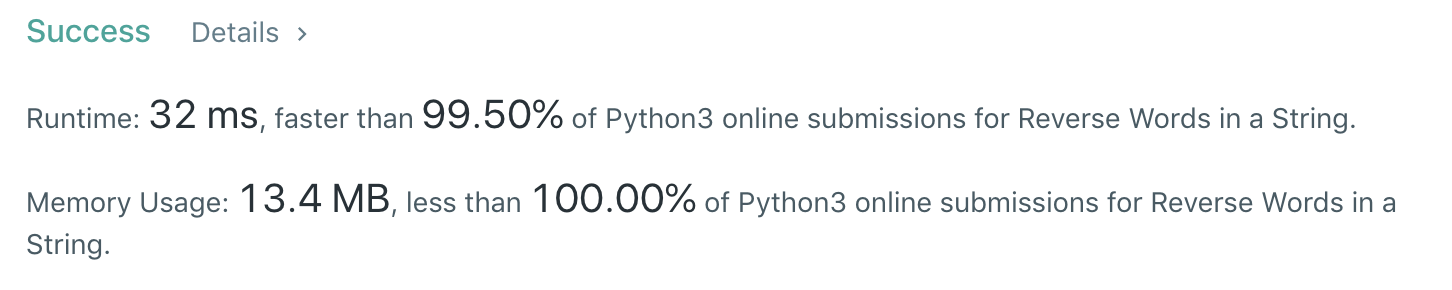 Success Details >
Runtime: 32 ms, faster than 99.50% of Python3 online submissions for Reverse Words in a String.
Memory Usage: 13.4 MB, less than 100.00% of Python3 online submissions for Reverse Words in a
String.